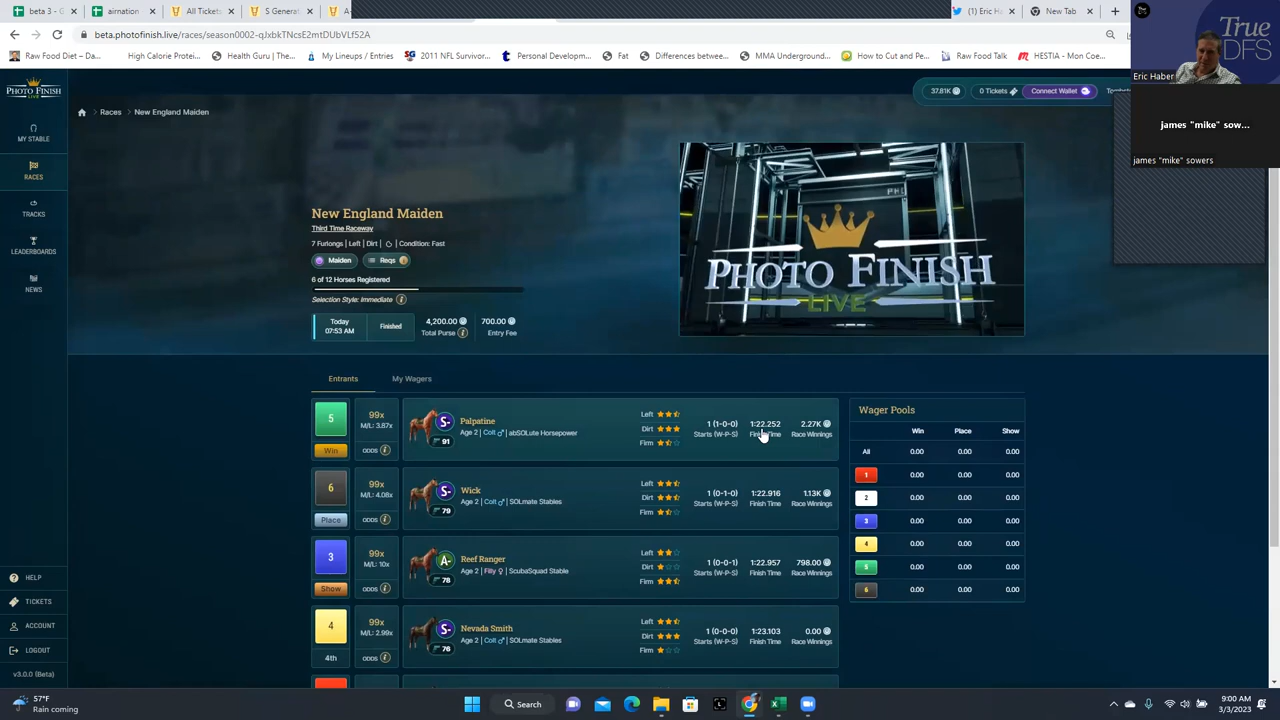 beta 3 - G
airnation
All Tickets
S Generat
A
(1) Eric Ha
New Tab
beta.photofinish.live/races/season0002-qJxbkTNcsE2mtDUbVLf52A
Raw Food Diet – Da...
High Calorie Protei...
Health Guru | The...
My Lineups / Entries
2011 NFL Survivor...
Personal Developm...
Fat
Differences between...
MMA Underground...
How to Cut and Pe...
Raw Food Talk
HESTIA - Mon Coe...
True
DFS
Eric Haber
james "mike" sow...
james "mike" sowers
PHOTO FINISH
LIVE
MY STABLE
RACES
TRACKS
LEADERBOARDS
NEWS
HELP
TICKETS
ACCOUNT
LOGOUT
v3.0.0 (Beta)
37.81K
0 Tickets
Connect Wallet
Races
New England Maiden
New England Maiden
Third Time Raceway
7 Furlongs | Left | Dirt | Condition: Fast
Maiden
Reqs
6 of 12 Horses Registered
Selection Style: Immediate
Today
07:53 AM
Finished
4,200.00
Total Purse
700.00
Entry Fee
PHOTO FINISH
LIVE
Entrants
My Wagers
5
Win
99x
M/L: 3.87x
ODDS
S-
91
Palpatine
Age 2 | Colt | abSOLute Horsepower
Left
Dirt
Firm
1 (1-0-0)
Starts (W-P-S)
1:22.252
Finish Time
2.27K
Race Winnings
6
Place
99x
M/L: 4.08x
ODDS
S-
79
Wick
Age 2 | Colt | SOLmate Stables
Left
Dirt
Firm
1 (0-1-0)
Starts (W-P-S)
1:22.916
Finish Time
1.13K
Race Winnings
3
Show
99x
M/L: 10x
ODDS
A-
78
Reef Ranger
Age 2 | Filly | ScubaSquad Stable
Left
Dirt
Firm
1 (0-0-1)
Starts (W-P-S)
1:22.957
Finish Time
798.00
Race Winnings
4
4th
99x
M/L: 2.99x
ODDS
S-
76
Nevada Smith
Age 2 | Colt | SOLmate Stables
Left
Dirt
Firm
1 (0-0-0)
Starts (W-P-S)
1:23.103
Finish Time
0.00
Race Winnings
Wager Pools
Win Place Show
All 0.00 0.00 0.00
1 0.00 0.00 0.00
2 0.00 0.00 0.00
3 0.00 0.00 0.00
4 0.00 0.00 0.00
5 0.00 0.00 0.00
6 0.00 0.00 0.00
57°F
Rain coming
Search
9:00 AM
3/3/2023